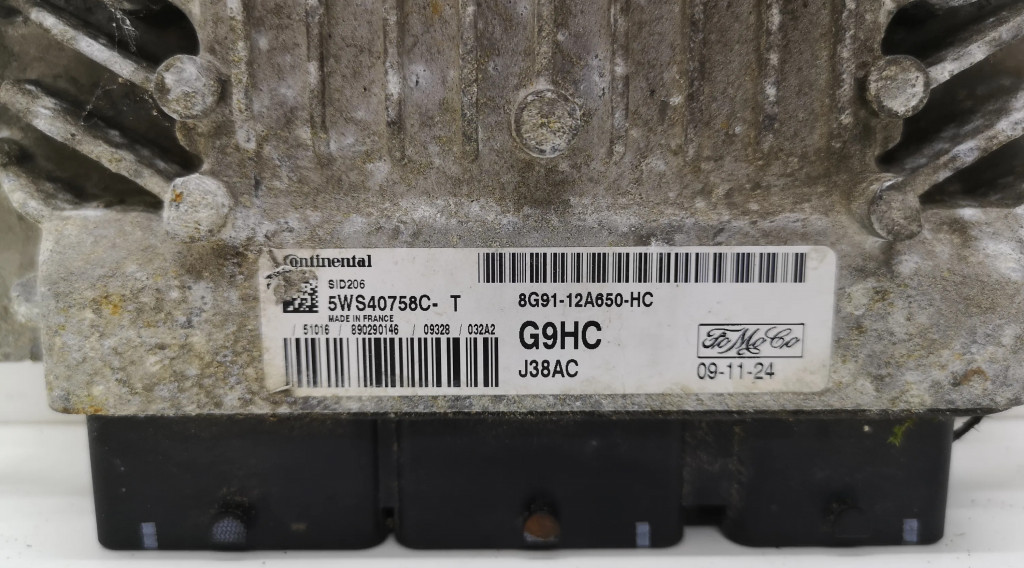 Continental
SID206
5WS40758C- T
MADE IN FRANCE
/ 51016 / 890290146 / 09328 / 032A2
8G91-12A650-HC
G9HC
J38AC
FoMoCo
09-11-24